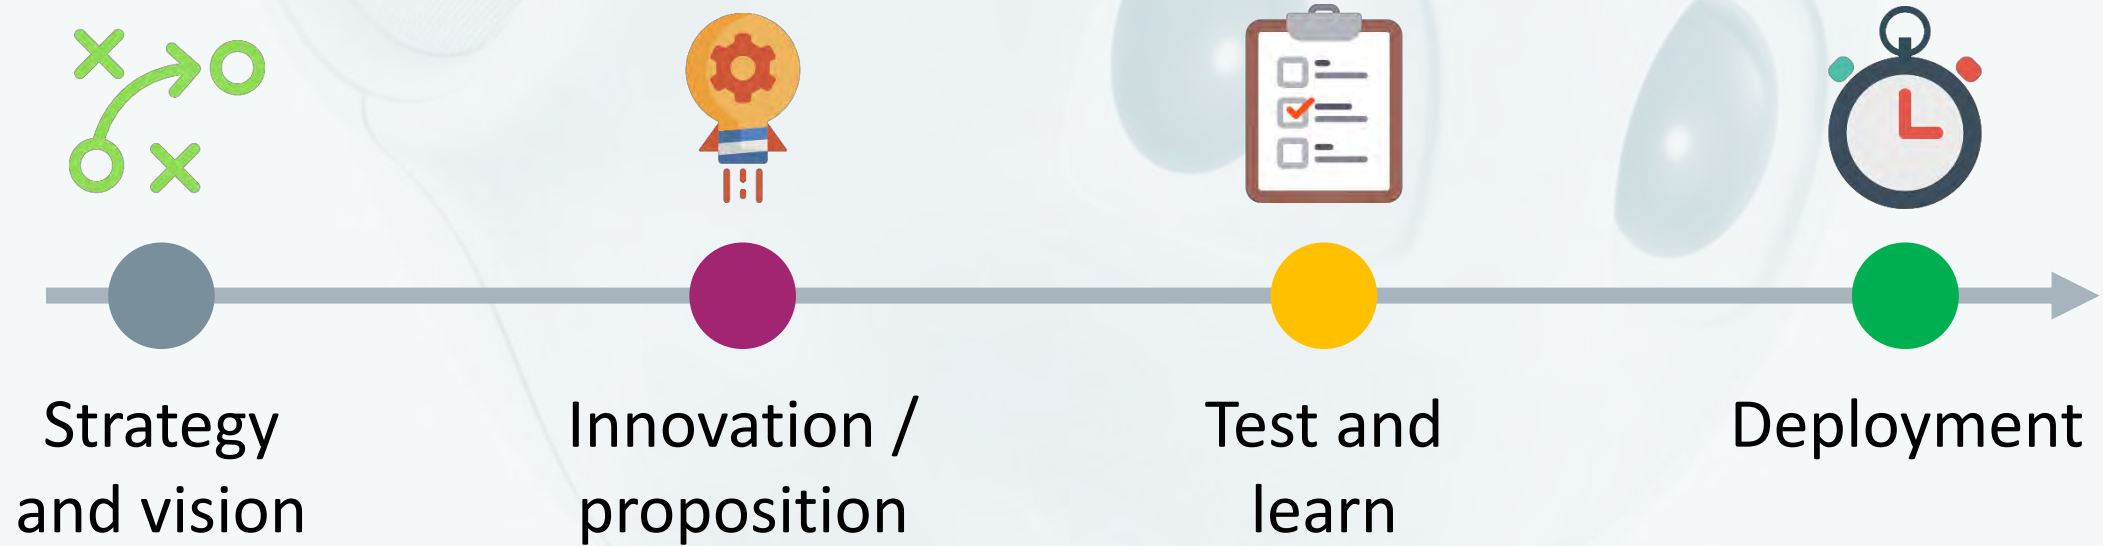 Strategy
and vision
Innovation /
proposition
Test and
learn
Deployment